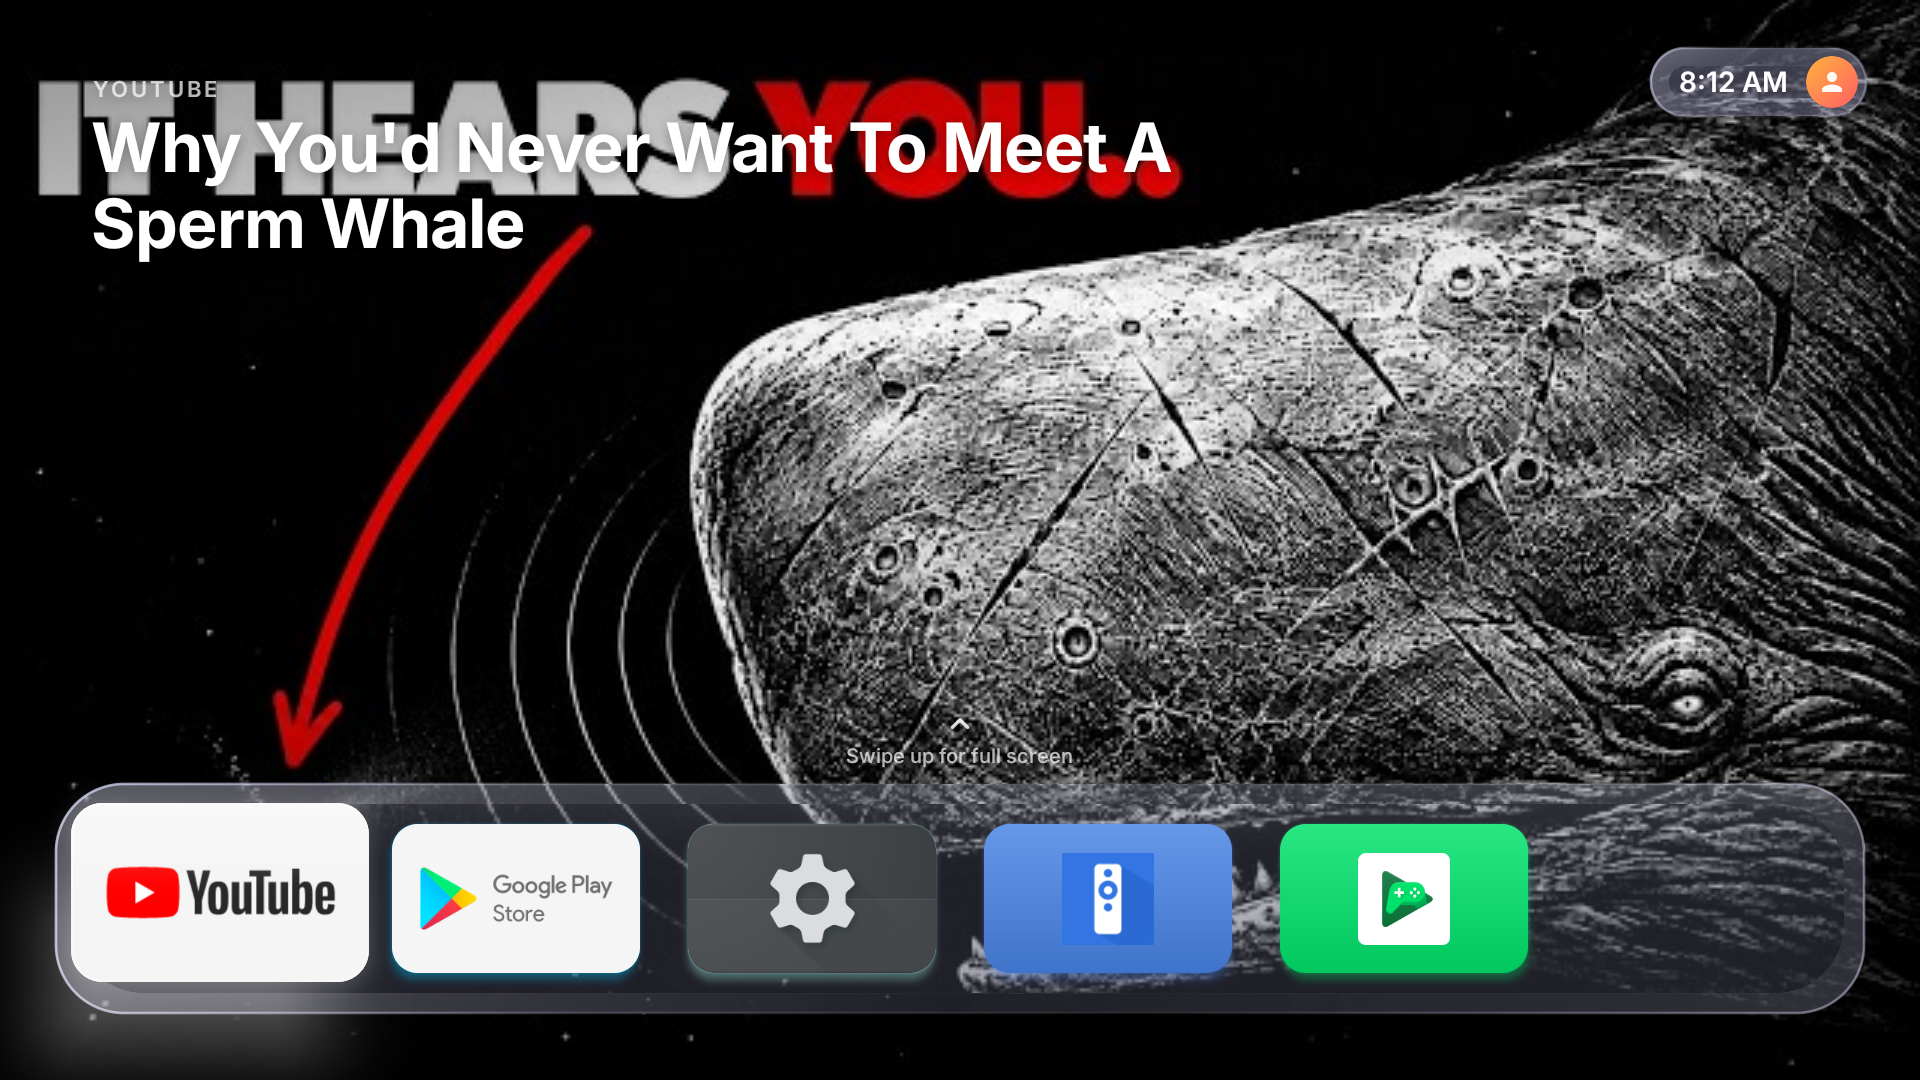 YOUTUBE
IT HEARS YOU..
Why You'd Never Want To Meet A
Sperm Whale
8:12 AM
Swipe up for full screen
YouTube
Google Play
Store